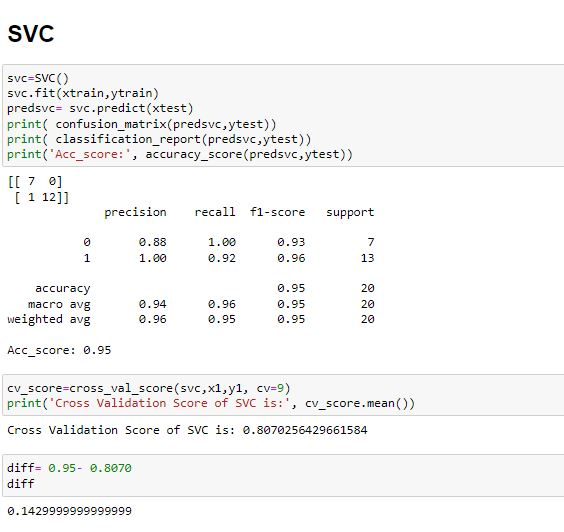 SVC
svc=SVC()
svc.fit(xtrain,ytrain)
predsvc= svc.predict(xtest)
print( confusion_matrix(predsvc,ytest))
print( classification_report(predsvc,ytest))
print('Acc_score:', accuracy_score(predsvc,ytest))
[[ 7  0]
 [ 1 12]]
              precision    recall  f1-score   support
           0       0.88      1.00      0.93         7
           1       1.00      0.92      0.96        13
    accuracy                           0.95        20
   macro avg       0.94      0.96      0.95        20
weighted avg       0.96      0.95      0.95        20
Acc_score: 0.95
cv_score=cross_val_score(svc,x1,y1, cv=9)
print('Cross Validation Score of SVC is:', cv_score.mean())
Cross Validation Score of SVC is: 0.8070256429661584
diff= 0.95- 0.8070
diff
0.1429999999999999